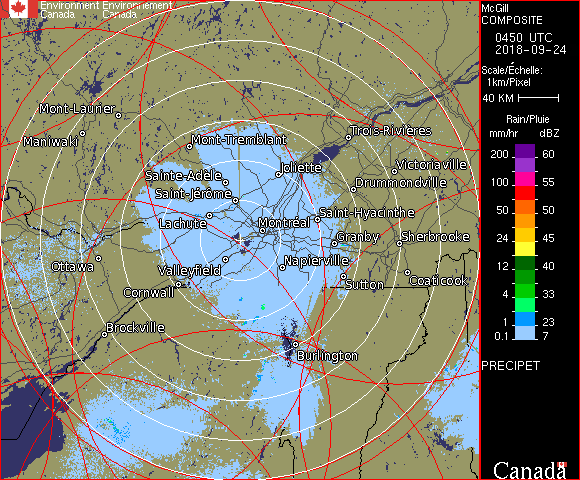 Environment Environnement
Canada Canada
McGill
COMPOSITE
0450 UTC
2018-09-24
Scale/Échelle:
1km/Pixel
40 KM
Rain/Pluie
mm/hr dBZ
200 60
100 55
50 50
24 45
12 40
4 33
1 23
0.1 7
PRECIPET
Mont-Laurier
Maniwaki
Mont-Tremblant
Trois-Rivières
Joliette
Victoriaville
Sainte-Adèle
Drummondville
Saint-Jérôme
Saint-Hyacinthe
Lachute
Montréal
Granby
Sherbrooke
Ottawa
Valleyfield
Napierville
Sutton
Coaticook
Cornwall
Brockville
Burlington
Canada